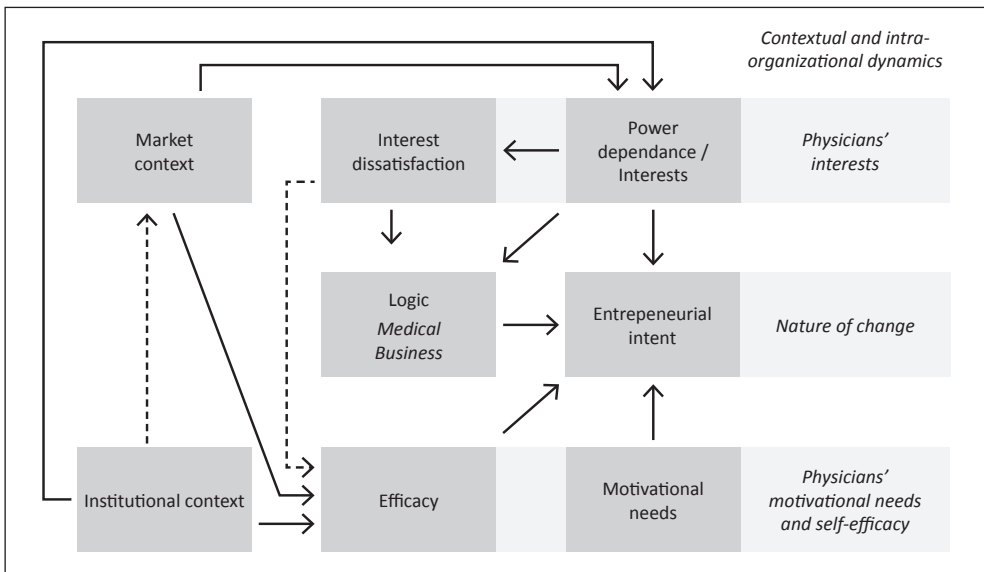 Contextual and intra-
organizational dynamics
Market
context
Interest
dissatisfaction
Power
dependance /
Interests
Physicians'
interests
Logic
Medical
Business
Entrepeneurial
intent
Nature of change
Institutional context
Efficacy
Motivational
needs
Physicians'
motivational needs
and self-efficacy